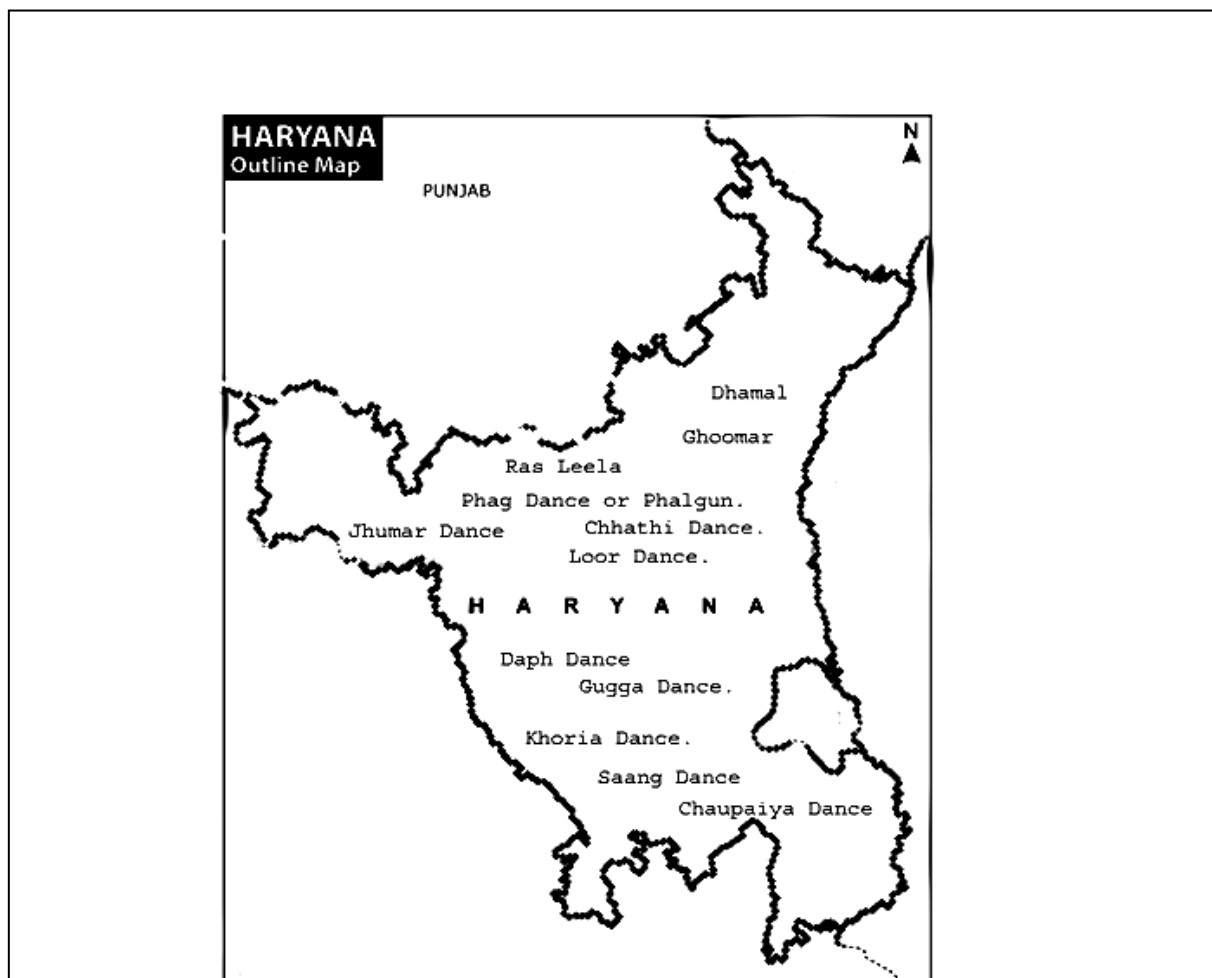 HARYANA
Outline Map
N
PUNJAB
Dhamal
Ghoomar
Ras Leela
Phag Dance or Phalgun.
Jhumar Dance
Chhathi Dance.
Loor Dance.
H A R Y A N A
Daph Dance
Gugga Dance.
Khoria Dance.
Saang Dance
Chaupaiya Dance